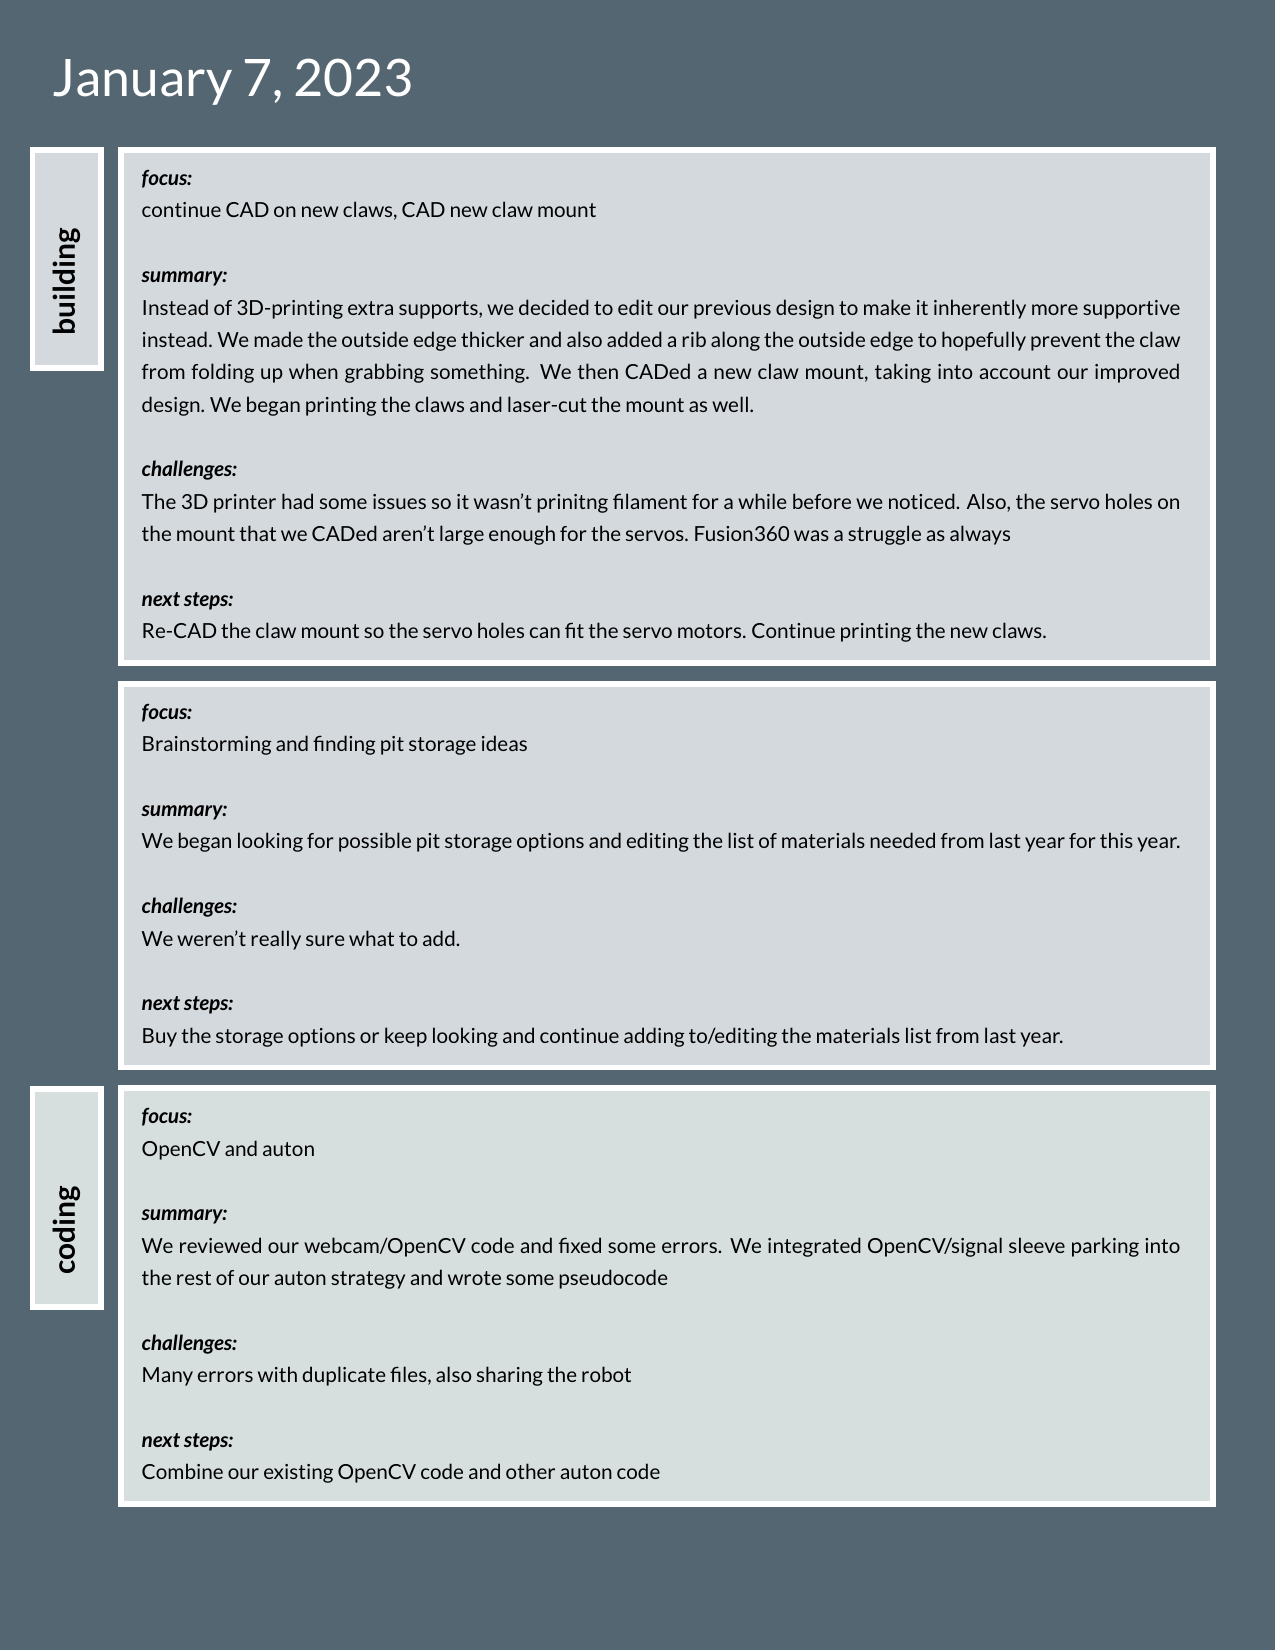 January 7, 2023
building
focus:
continue CAD on new claws, CAD new claw mount
summary:
Instead of 3D-printing extra supports, we decided to edit our previous design to make it inherently more supportive
instead. We made the outside edge thicker and also added a rib along the outside edge to hopefully prevent the claw
from folding up when grabbing something. We then CADed a new claw mount, taking into account our improved
design. We began printing the claws and laser-cut the mount as well.
challenges:
The 3D printer had some issues so it wasn’t prinitng filament for a while before we noticed. Also, the servo holes on
the mount that we CADed aren’t large enough for the servos. Fusion360 was a struggle as always
next steps:
Re-CAD the claw mount so the servo holes can fit the servo motors. Continue printing the new claws.
focus:
Brainstorming and finding pit storage ideas
summary:
We began looking for possible pit storage options and editing the list of materials needed from last year for this year.
challenges:
We weren’t really sure what to add.
next steps:
Buy the storage options or keep looking and continue adding to/editing the materials list from last year.
coding
focus:
OpenCV and auton
summary:
We reviewed our webcam/OpenCV code and fixed some errors. We integrated OpenCV/signal sleeve parking into
the rest of our auton strategy and wrote some pseudocode
challenges:
Many errors with duplicate files, also sharing the robot
next steps:
Combine our existing OpenCV code and other auton code